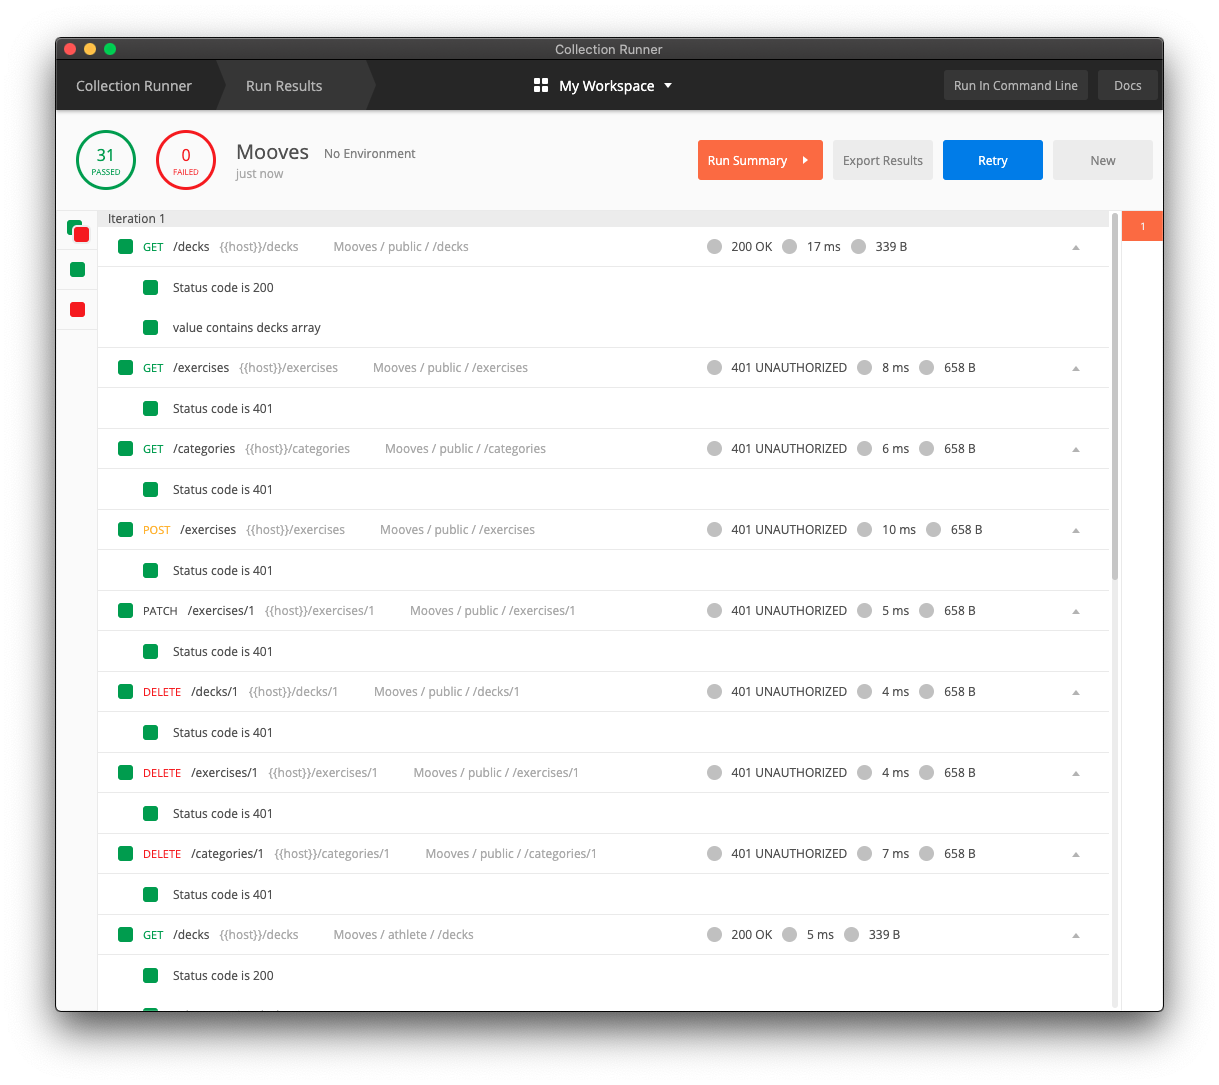 Collection Runner
Collection Runner Run Results My Workspace Run In Command Line Docs
31 PASSED 0 FAILED Mooves No Environment Run Summary Export Results Retry New
just now
Iteration 1 1
GET /decks {{host}}/decks Mooves / public / /decks 200 OK 17 ms 339 B
Status code is 200
value contains decks array
GET /exercises {{host}}/exercises Mooves / public / /exercises 401 UNAUTHORIZED 8 ms 658 B
Status code is 401
GET /categories {{host}}/categories Mooves / public / /categories 401 UNAUTHORIZED 6 ms 658 B
Status code is 401
POST /exercises {{host}}/exercises Mooves / public / /exercises 401 UNAUTHORIZED 10 ms 658 B
Status code is 401
PATCH /exercises/1 {{host}}/exercises/1 Mooves / public / /exercises/1 401 UNAUTHORIZED 5 ms 658 B
Status code is 401
DELETE /decks/1 {{host}}/decks/1 Mooves / public / /decks/1 401 UNAUTHORIZED 4 ms 658 B
Status code is 401
DELETE /exercises/1 {{host}}/exercises/1 Mooves / public / /exercises/1 401 UNAUTHORIZED 4 ms 658 B
Status code is 401
DELETE /categories/1 {{host}}/categories/1 Mooves / public / /categories/1 401 UNAUTHORIZED 7 ms 658 B
Status code is 401
GET /decks {{host}}/decks Mooves / athlete / /decks 200 OK 5 ms 339 B
Status code is 200